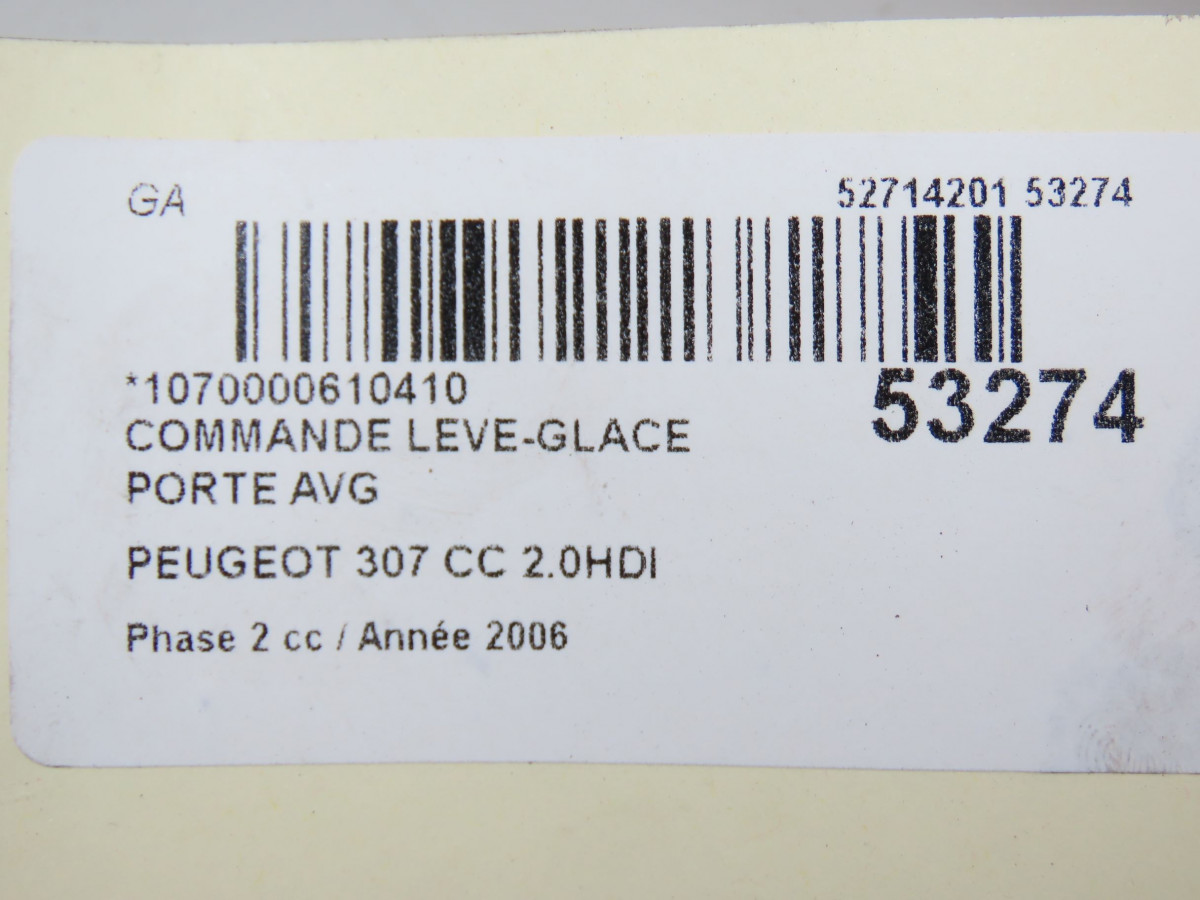 GA
52714201 53274
*1070000610410
53274
COMMANDE LEVE-GLACE
PORTE AVG
PEUGEOT 307 CC 2.0HDI
Phase 2 cc / Année 2006